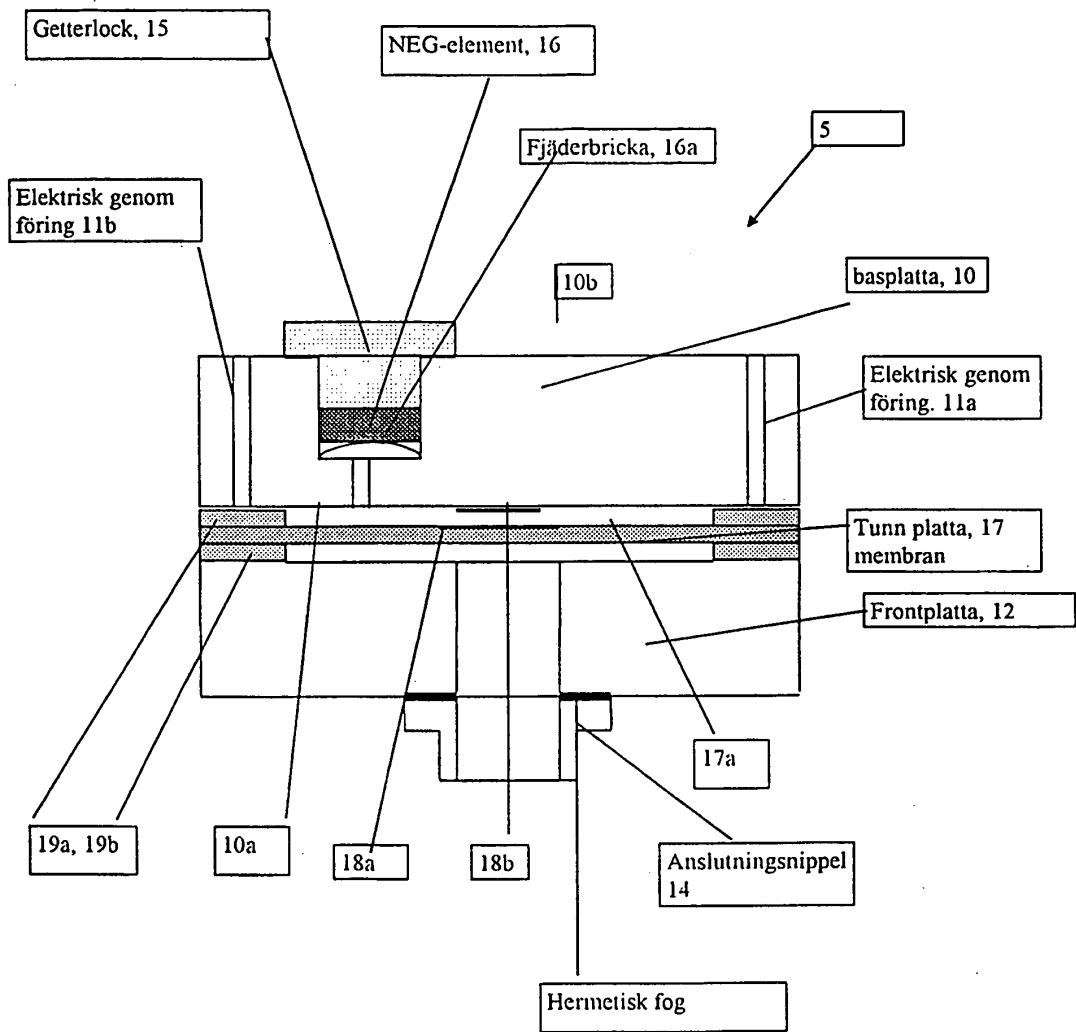 Getterlock, 15
NEG-element, 16
5
Fjäderbricka, 16a
Elektrisk genom
föring 11b
10b
basplatta, 10
Elektrisk genom
föring. 11a
Tunn platta, 17
membran
Frontplatta, 12
17a
19a, 19b
10a
18a
18b
Anslutningsnippel
14
Hermetisk fog